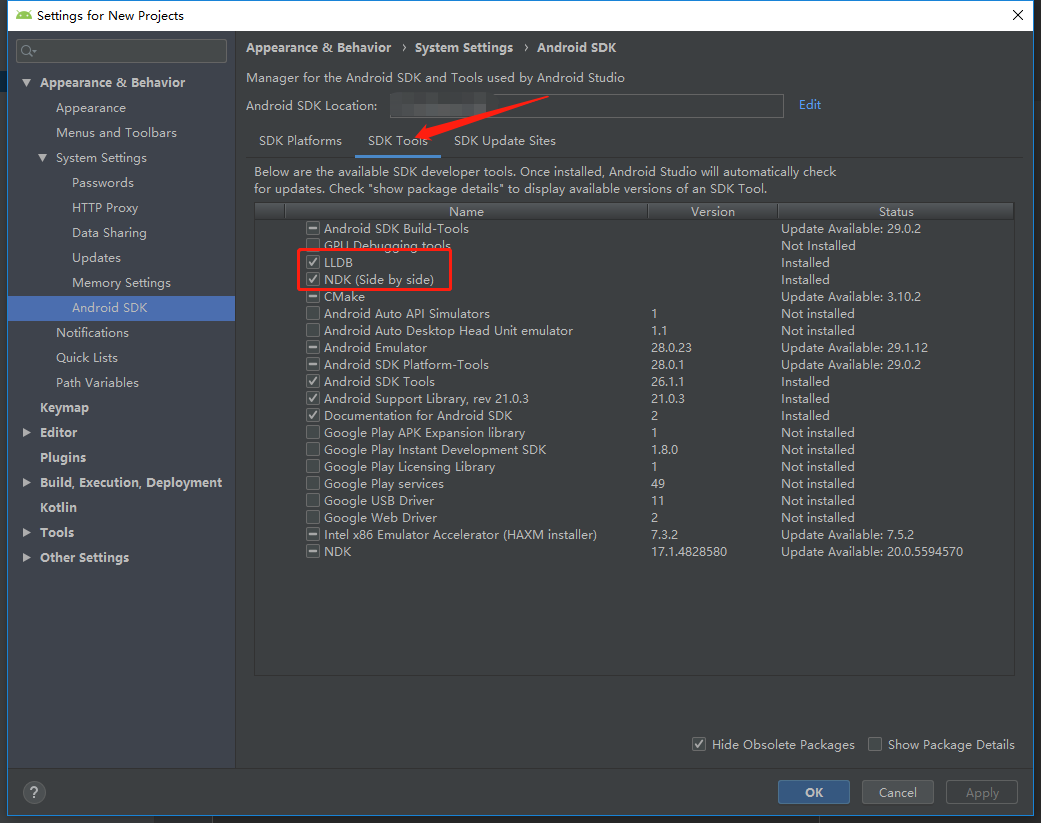 Settings for New Projects
Appearance & Behavior
Appearance
Menus and Toolbars
System Settings
Passwords
HTTP Proxy
Data Sharing
Updates
Memory Settings
Android SDK
Notifications
Quick Lists
Path Variables
Keymap
Editor
Plugins
Build, Execution, Deployment
Kotlin
Tools
Other Settings
Appearance & Behavior › System Settings › Android SDK
Manager for the Android SDK and Tools used by Android Studio
Android SDK Location: Edit
SDK Platforms SDK Tools SDK Update Sites
Below are the available SDK developer tools. Once installed, Android Studio will automatically check
for updates. Check "show package details" to display available versions of an SDK Tool.
Name Version Status
Android SDK Build-Tools Update Available: 29.0.2
GPU Debugging tools Not Installed
LLDB Installed
NDK (Side by side) Installed
CMake Update Available: 3.10.2
Android Auto API Simulators 1 Not installed
Android Auto Desktop Head Unit emulator 1.1 Not installed
Android Emulator 28.0.23 Update Available: 29.1.12
Android SDK Platform-Tools 28.0.1 Update Available: 29.0.2
Android SDK Tools 26.1.1 Installed
Android Support Library, rev 21.0.3 21.0.3 Installed
Documentation for Android SDK 2 Installed
Google Play APK Expansion library 1 Not installed
Google Play Instant Development SDK 1.8.0 Not installed
Google Play Licensing Library 1 Not installed
Google Play services 49 Not installed
Google USB Driver 11 Not installed
Google Web Driver 2 Not installed
Intel x86 Emulator Accelerator (HAXM installer) 7.3.2 Update Available: 7.5.2
NDK 17.1.4828580 Update Available: 20.0.5594570
Hide Obsolete Packages Show Package Details
? OK Cancel Apply